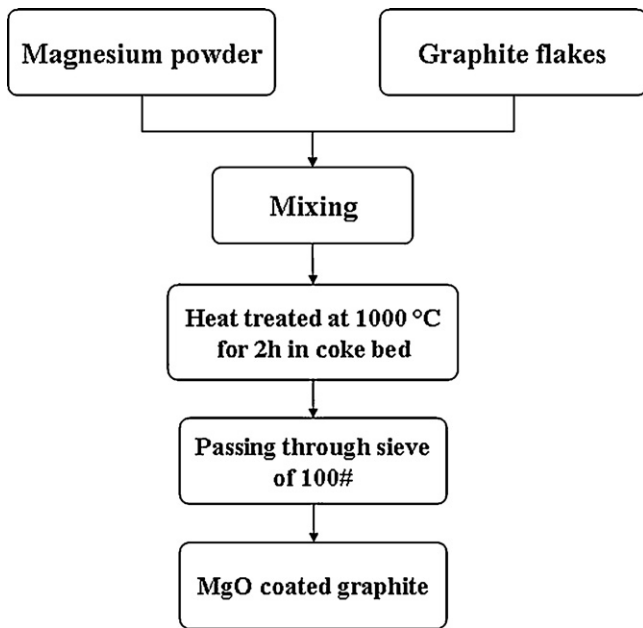 Magnesium powder
Graphite flakes
Mixing
Heat treated at 1000 °C
for 2h in coke bed
Passing through sieve
of 100#
MgO coated graphite